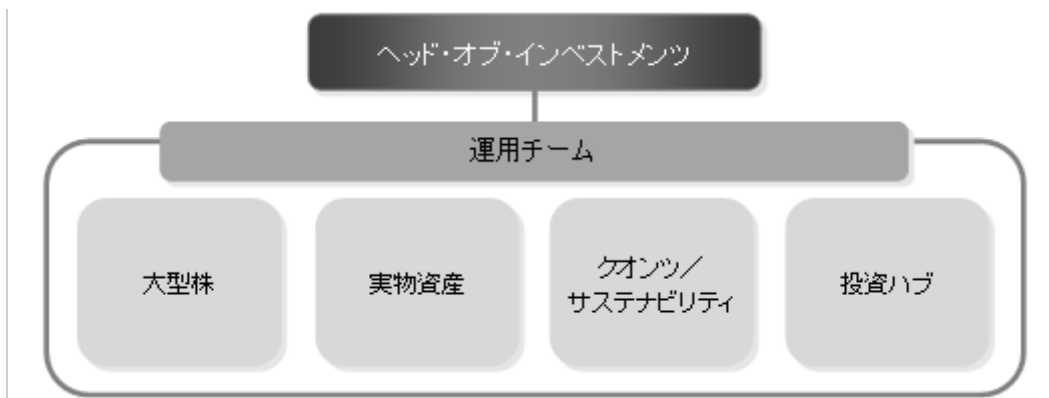 ヘッド・オブ・インベストメンツ
運用チーム
大型株
実物資産
クオンツ／
サステナビリティ
投資ハブ